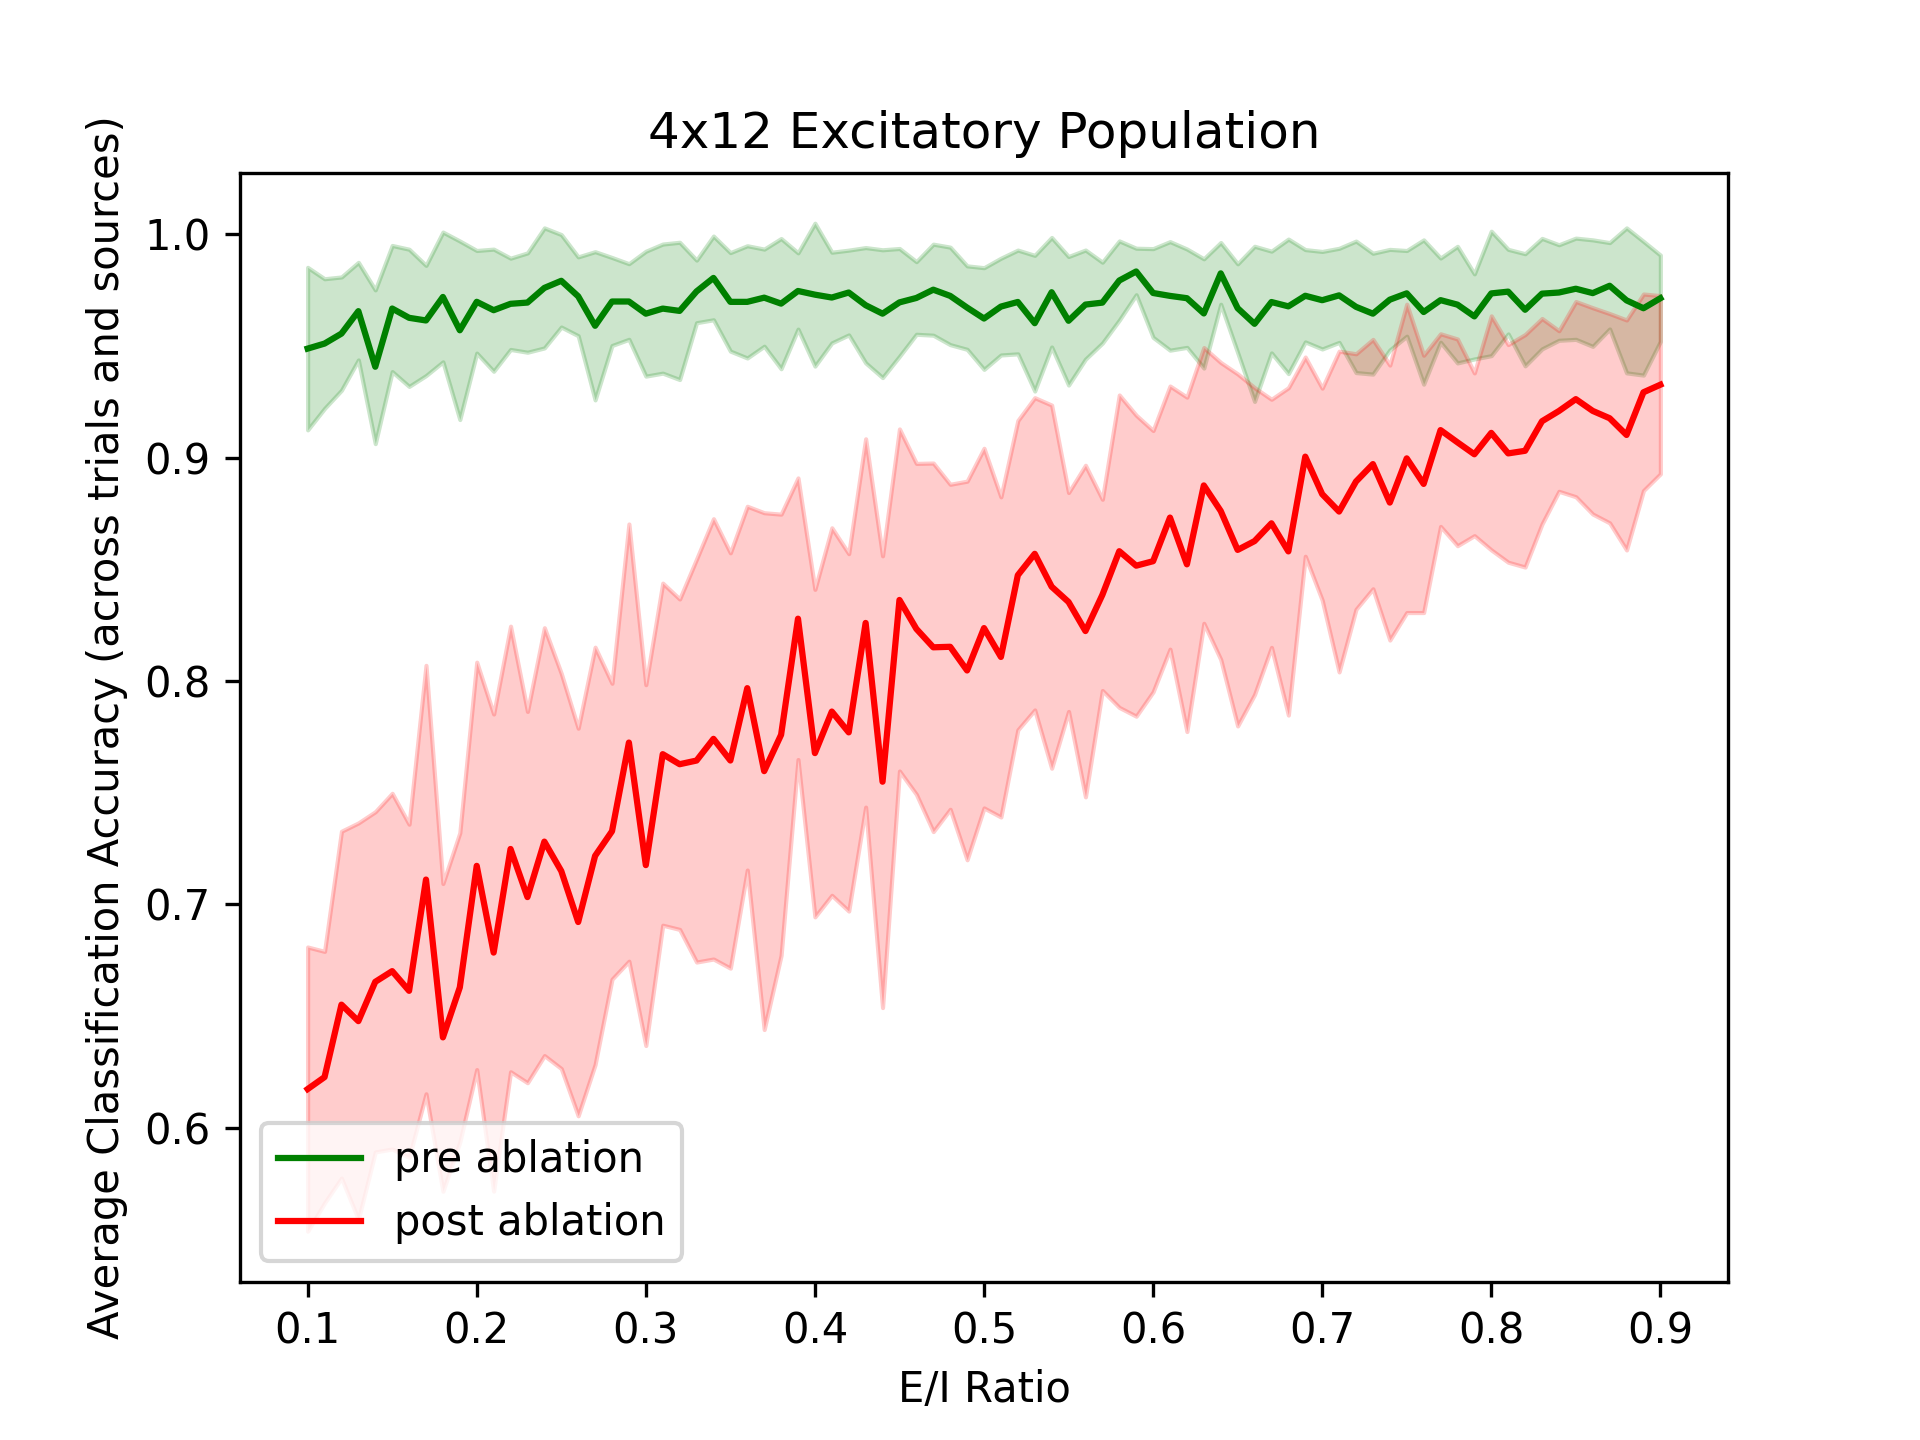 4x12 Excitatory Population
Average Classification Accuracy (across trials and sources)
1.0
0.9
0.8
0.7
0.6
pre ablation
post ablation
0.1 0.2 0.3 0.4 0.5 0.6 0.7 0.8 0.9
E/I Ratio